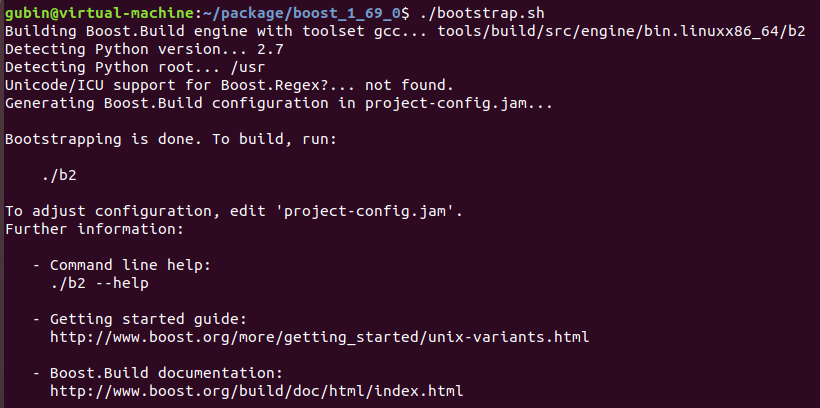 gubin@virtual-machine:~/package/boost_1_69_0$ ./bootstrap.sh
Building Boost.Build engine with toolset gcc... tools/build/src/engine/bin.linuxx86_64/b2
Detecting Python version... 2.7
Detecting Python root... /usr
Unicode/ICU support for Boost.Regex?... not found.
Generating Boost.Build configuration in project-config.jam...
Bootstrapping is done. To build, run:
./b2
To adjust configuration, edit 'project-config.jam'.
Further information:
- Command line help:
./b2 --help
- Getting started guide:
http://www.boost.org/more/getting_started/unix-variants.html
- Boost.Build documentation:
http://www.boost.org/build/doc/html/index.html